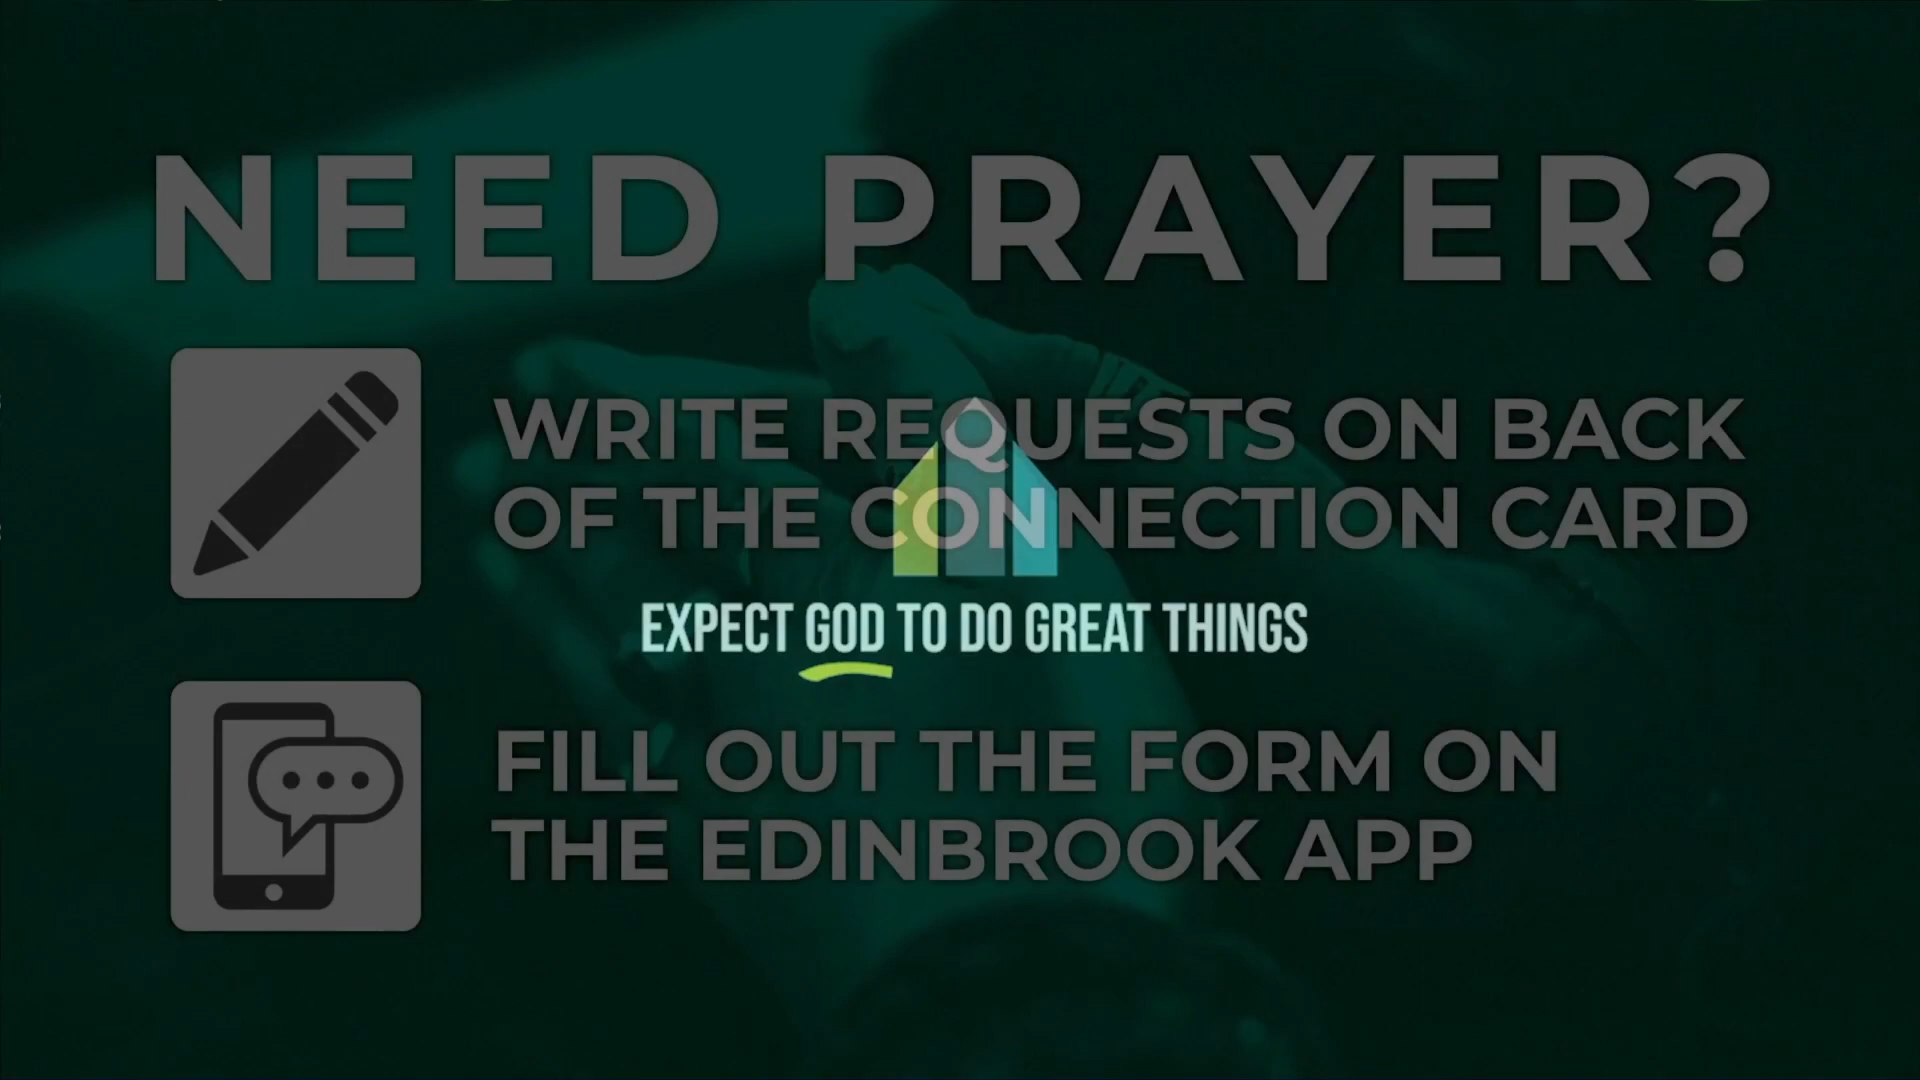 NEED PRAYER?
WRITE REQUESTS ON BACK
OF THE CONNECTION CARD
EXPECT GOD TO DO GREAT THINGS
FILL OUT THE FORM ON
THE EDINBROOK APP